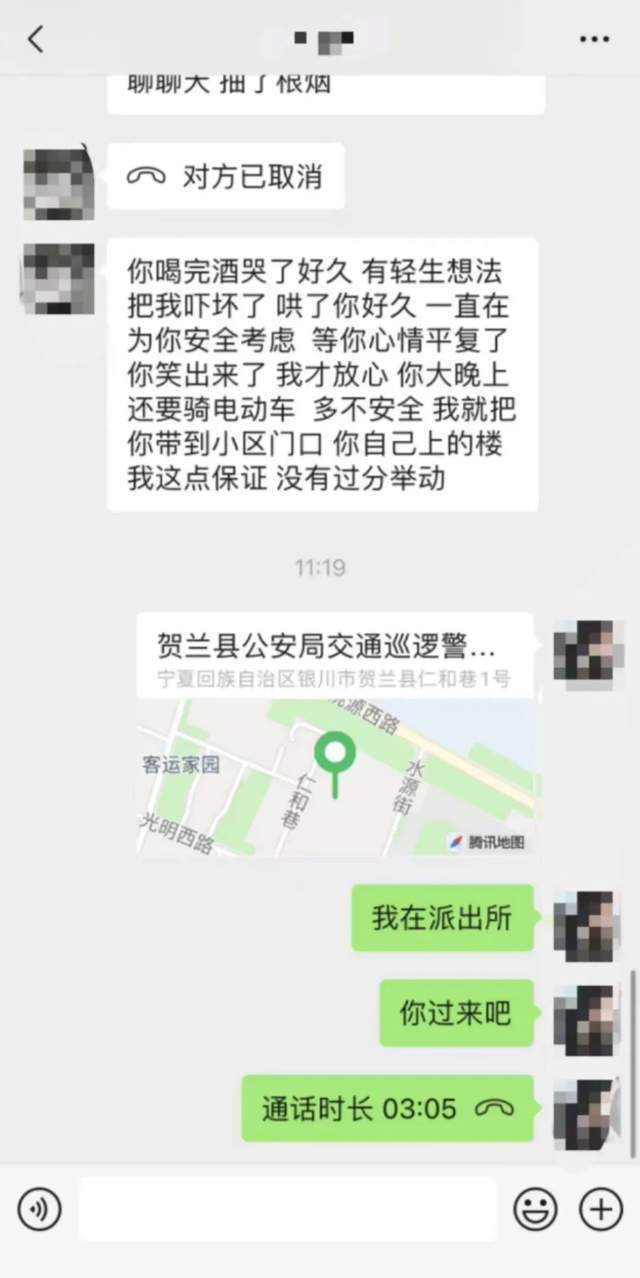 聊聊天 抽了根烟
对方已取消
你喝完酒哭了好久 有轻生想法
把我吓坏了 哄了你好久 一直在
为你安全考虑 等你心情平复了
你笑出来了 我才放心 你大晚上
还要骑电动车 多不安全 我就把
你带到小区门口 你自己上的楼
我这点保证 没有过分举动
11:19
贺兰县公安局交通巡逻警...
宁夏回族自治区银川市贺兰县仁和巷1号
源西路
客运家园
水源街
仁和巷
光明西路
腾讯地图
我在派出所
你过来吧
通话时长 03:05